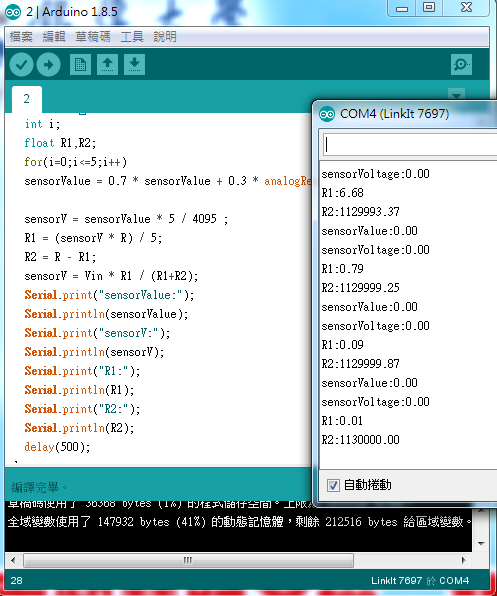 2 | Arduino 1.8.5
檔案 編輯 草稿碼 工具 說明
2
int i;
float R1,R2;
for(i=0;i<=5;i++)
sensorValue = 0.7 * sensorValue + 0.3 * analogRe
sensorV = sensorValue * 5 / 4095 ;
R1 = (sensorV * R) / 5;
R2 = R - R1;
sensorV = Vin * R1 / (R1+R2);
Serial.print("sensorValue:");
Serial.println(sensorValue);
Serial.print("sensorV:");
Serial.println(sensorV);
Serial.print("R1:");
Serial.println(R1);
Serial.print("R2:");
Serial.println(R2);
delay(500);
COM4 (LinkIt 7697)
sensorVoltage:0.00
R1:6.68
R2:1129993.37
sensorValue:0.00
sensorVoltage:0.00
R1:0.79
R2:1129999.25
sensorValue:0.00
sensorVoltage:0.00
R1:0.09
R2:1129999.87
sensorValue:0.00
sensorVoltage:0.00
R1:0.01
R2:1130000.00
自動捲動
編譯完畢。
草稿碼使用了 36368 bytes (1%) 的程式儲存空間。上限
全域變數使用了 147932 bytes (41%) 的動態記憶體，剩餘 212516 bytes 給區域變數。
28
LinkIt 7697 於 COM4